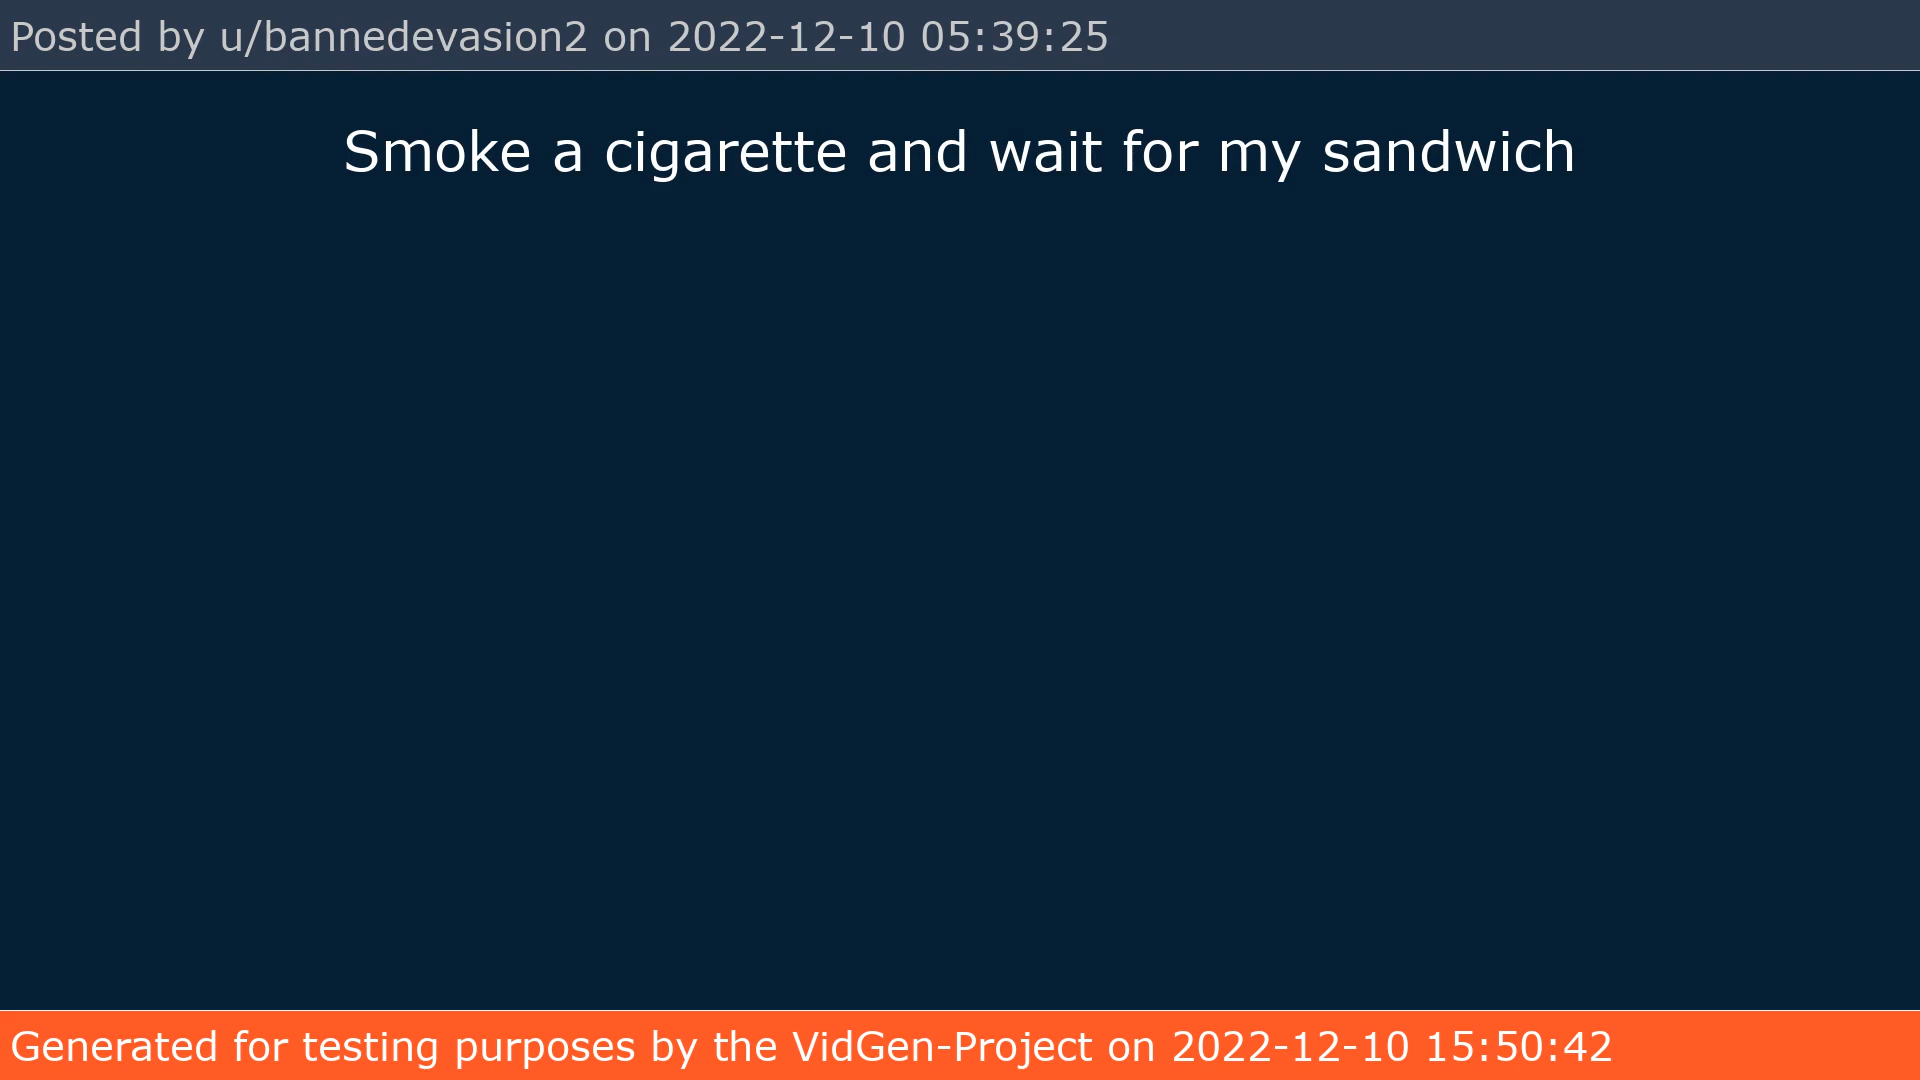 Posted by u/bannedevasion2 on 2022-12-10 05:39:25
Smoke a cigarette and wait for my sandwich
Generated for testing purposes by the VidGen-Project on 2022-12-10 15:50:42